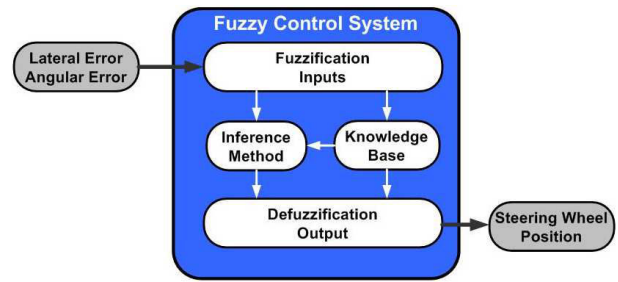 Fuzzy Control System
Lateral Error
Angular Error
Fuzzification
Inputs
Inference
Method
Knowledge
Base
Defuzzification
Output
Steering Wheel
Position